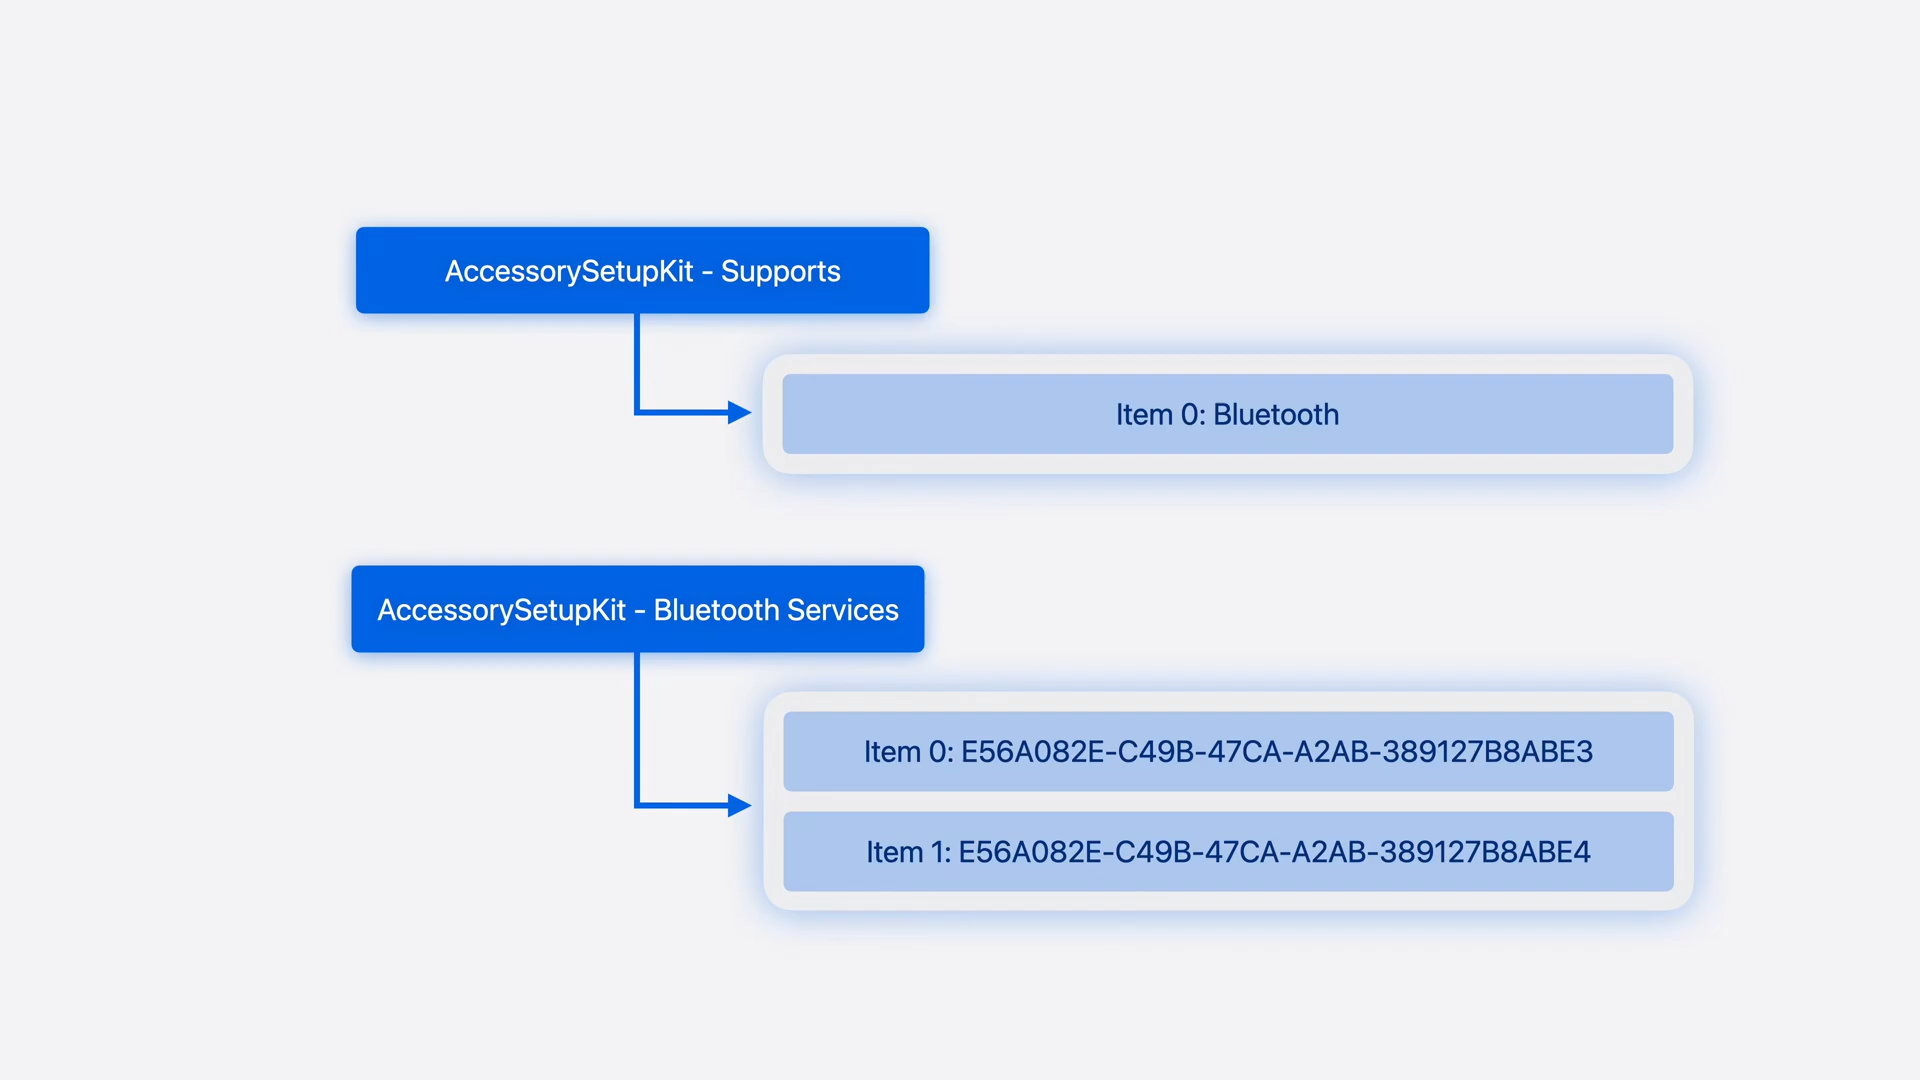 AccessorySetupKit - Supports
Item 0: Bluetooth
AccessorySetupKit - Bluetooth Services
Item 0: E56A082E-C49B-47CA-A2AB-389127B8ABE3
Item 1: E56A082E-C49B-47CA-A2AB-389127B8ABE4